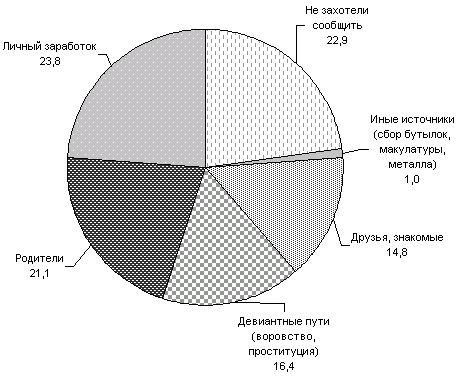 Не захотели
сообщить
22,9
Иные источники
(сбор бутылок,
макулатуры,
металла)
1,0
Друзья, знакомые
14,8
Девиантные пути
(воровство,
проституция)
16,4
Родители
21,1
Личный заработок
23,8